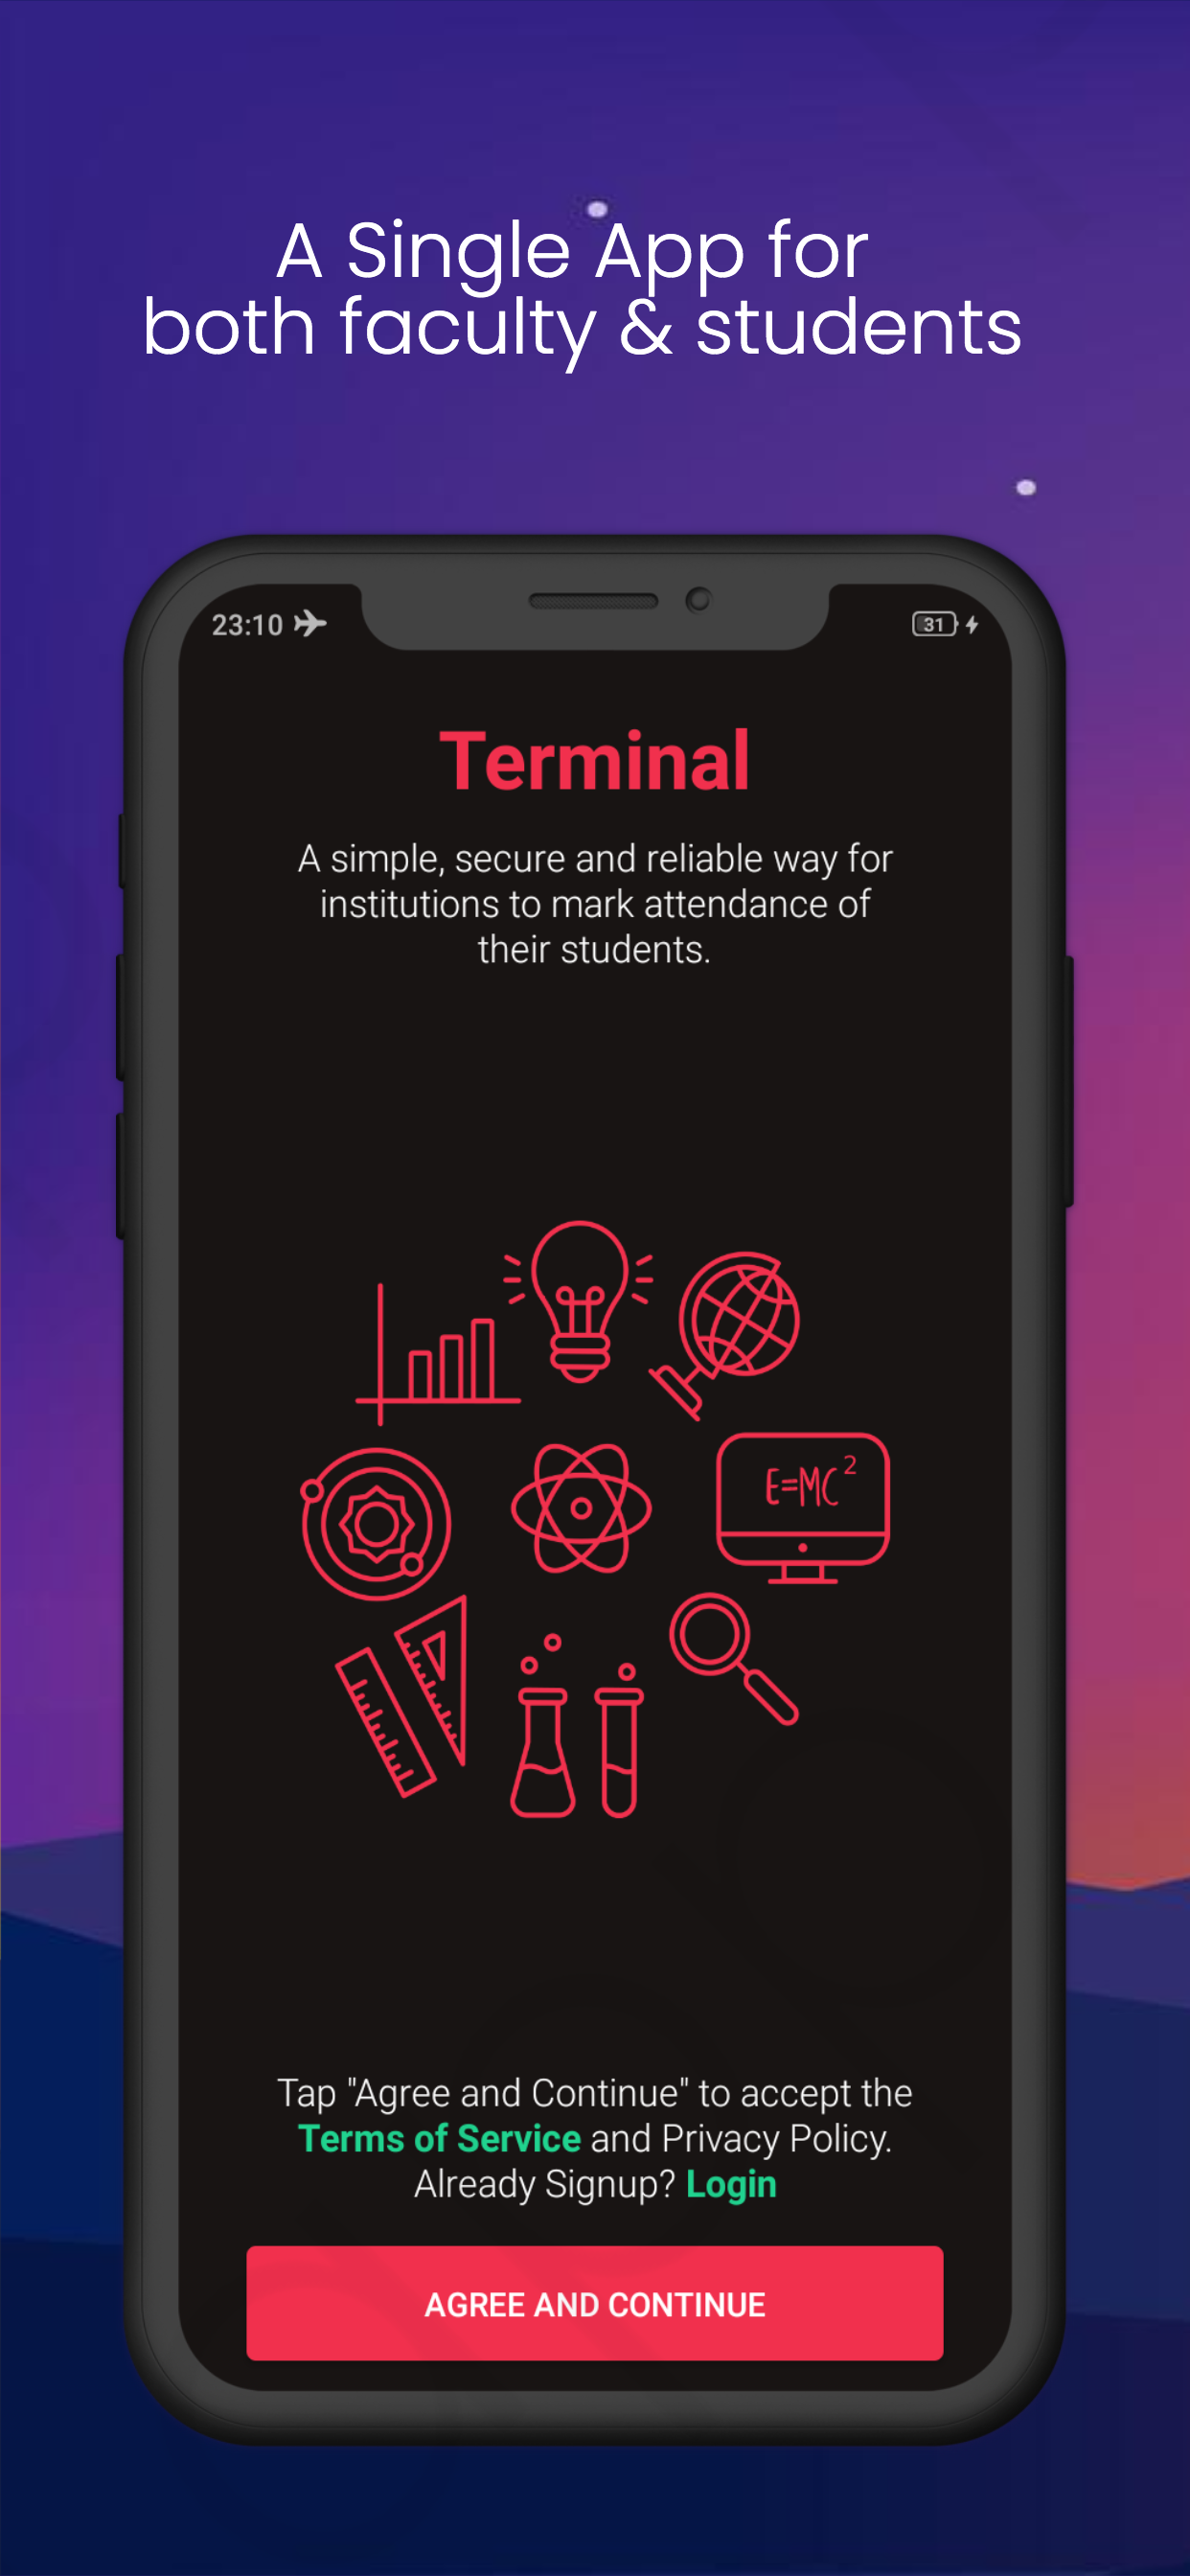 A Single App for
both faculty & students
23:10
31
Terminal
A simple, secure and reliable way for
institutions to mark attendance of
their students.
E=MC²
Tap "Agree and Continue" to accept the
Terms of Service and Privacy Policy.
Already Signup? Login
AGREE AND CONTINUE